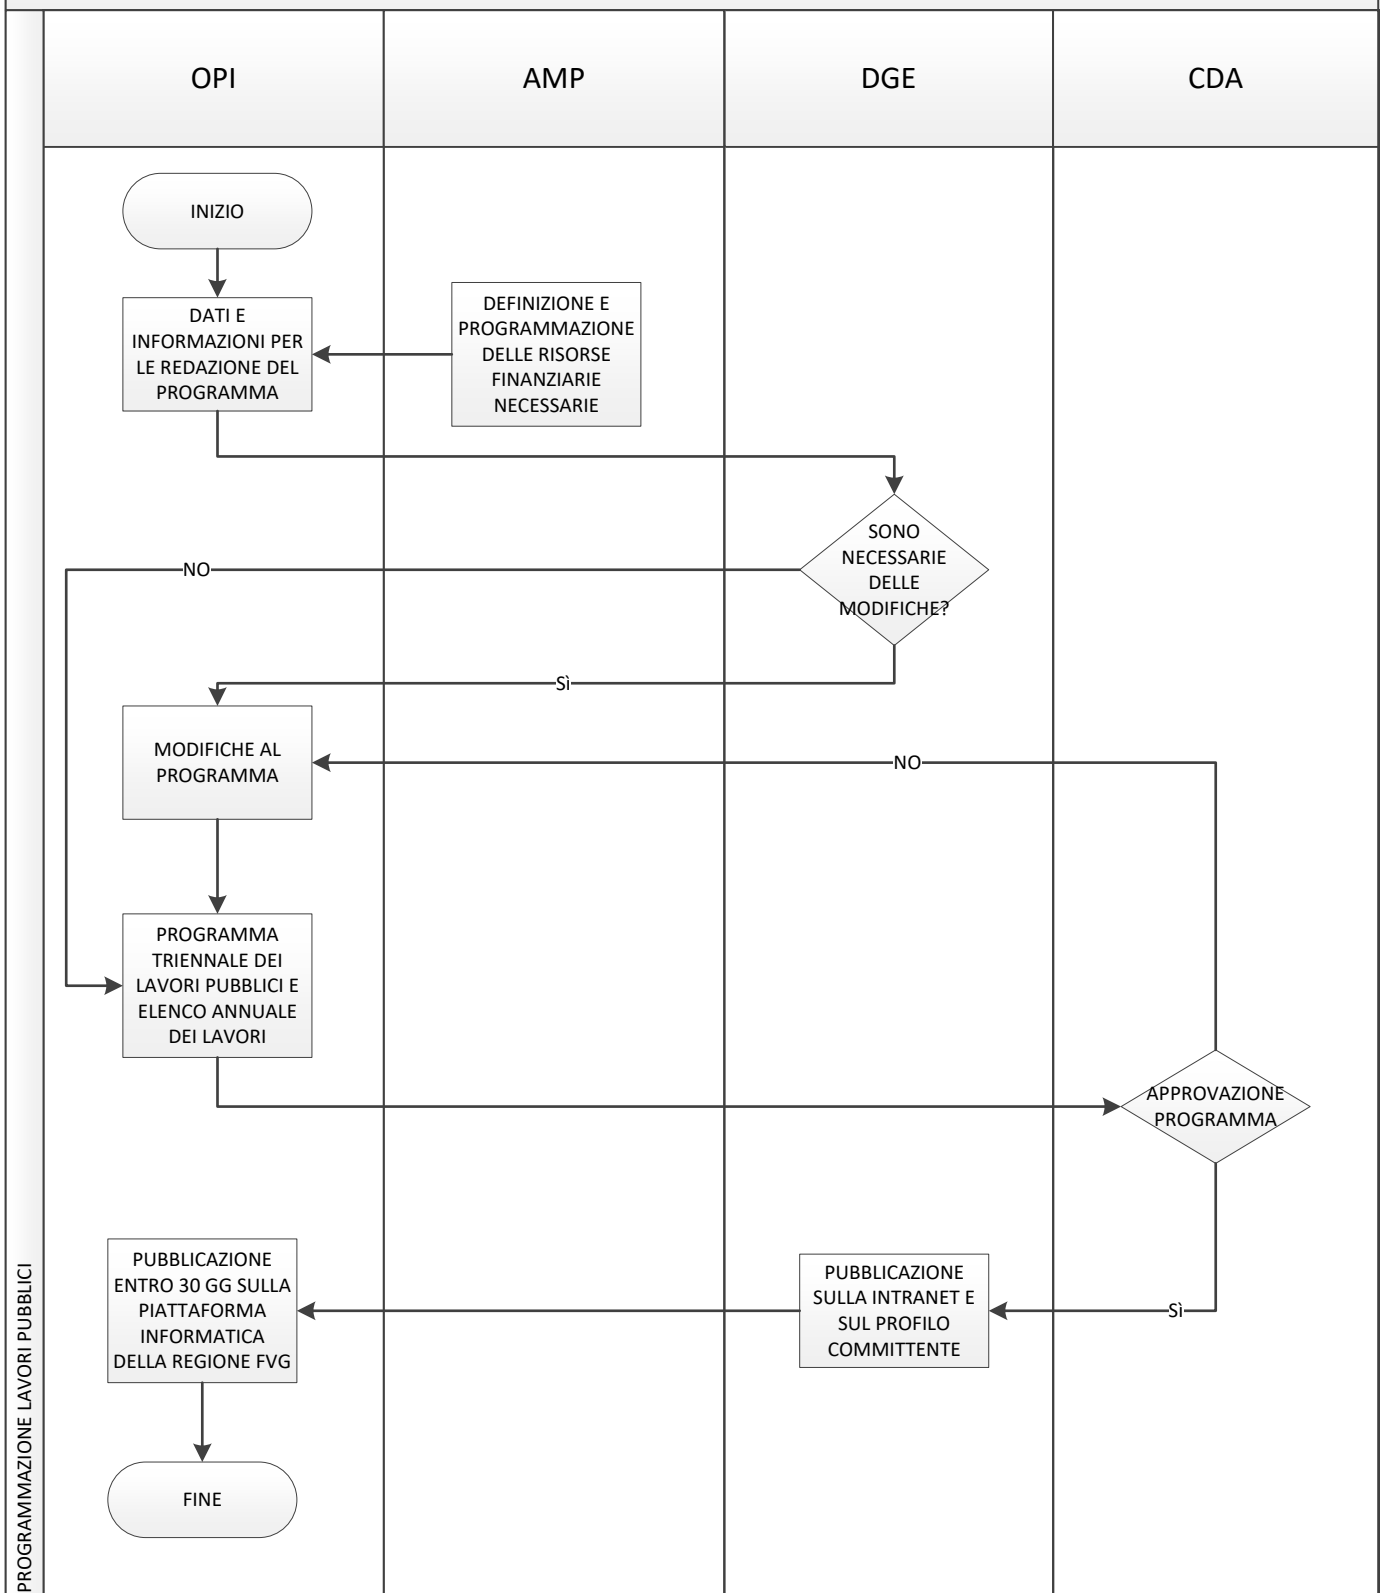 OPI
AMP
DGE
CDA
INIZIO
DATI E
INFORMAZIONI PER
LE REDAZIONE DEL
PROGRAMMA
DEFINIZIONE E
PROGRAMMAZIONE
DELLE RISORSE
FINANZIARIE
NECESSARIE
SONO
NECESSARIE
DELLE
MODIFICHE?
NO
Sì
MODIFICHE AL
PROGRAMMA
NO
PROGRAMMA
TRIENNALE DEI
LAVORI PUBBLICI E
ELENCO ANNUALE
DEI LAVORI
APPROVAZIONE
PROGRAMMA
Sì
PUBBLICAZIONE
SULLA INTRANET E
SUL PROFILO
COMMITTENTE
PUBBLICAZIONE
ENTRO 30 GG SULLA
PIATTAFORMA
INFORMATICA
DELLA REGIONE FVG
FINE
PROGRAMMAZIONE LAVORI PUBBLICI